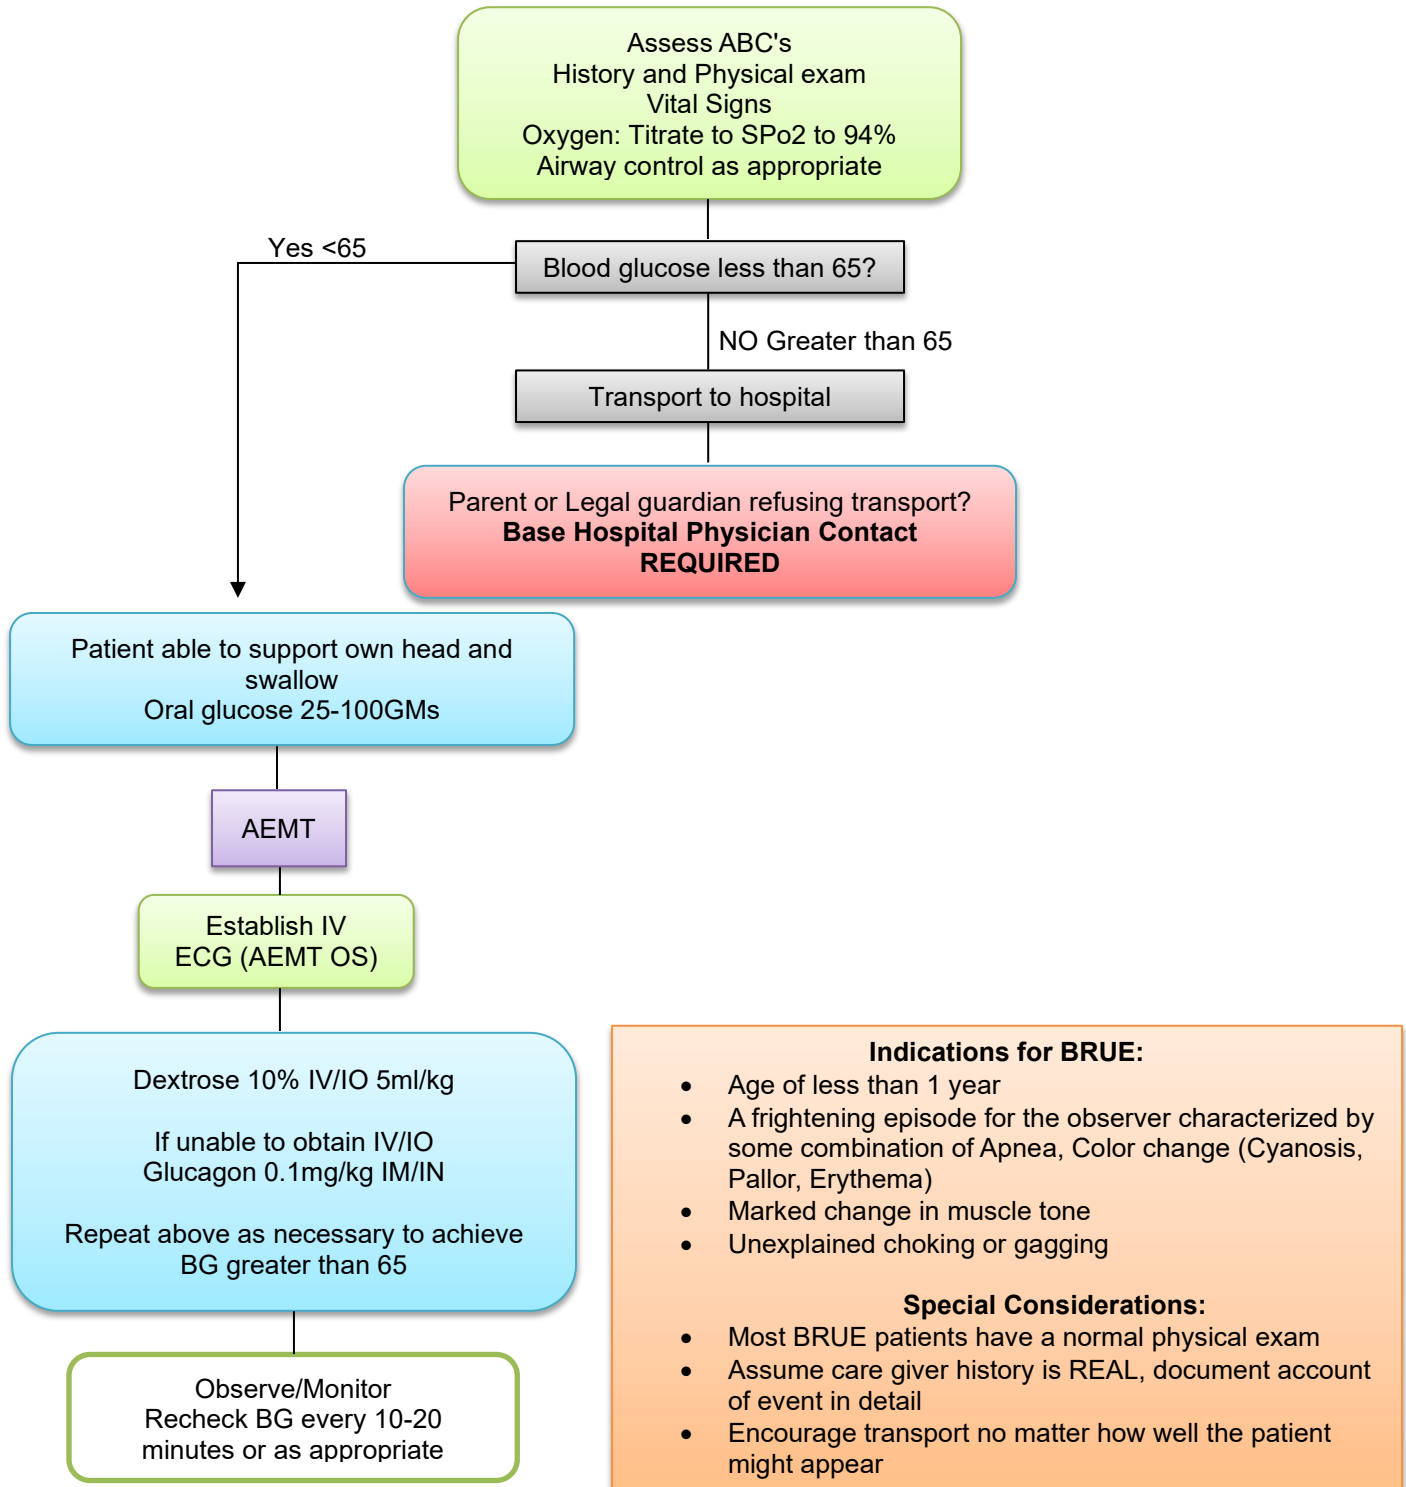 Assess ABC's
History and Physical exam
Vital Signs
Oxygen: Titrate to SPo2 to 94%
Airway control as appropriate
Yes <65
Blood glucose less than 65?
NO Greater than 65
Transport to hospital
Parent or Legal guardian refusing transport?
Base Hospital Physician Contact
REQUIRED
Patient able to support own head and
swallow
Oral glucose 25-100GMs
AEMT
Establish IV
ECG (AEMT OS)
Dextrose 10% IV/IO 5ml/kg
If unable to obtain IV/IO
Glucagon 0.1mg/kg IM/IN
Repeat above as necessary to achieve
BG greater than 65
Observe/Monitor
Recheck BG every 10-20
minutes or as appropriate
Indications for BRUE:
• Age of less than 1 year
• A frightening episode for the observer characterized by
some combination of Apnea, Color change (Cyanosis,
Pallor, Erythema)
• Marked change in muscle tone
• Unexplained choking or gagging
Special Considerations:
• Most BRUE patients have a normal physical exam
• Assume care giver history is REAL, document account
of event in detail
• Encourage transport no matter how well the patient
might appear